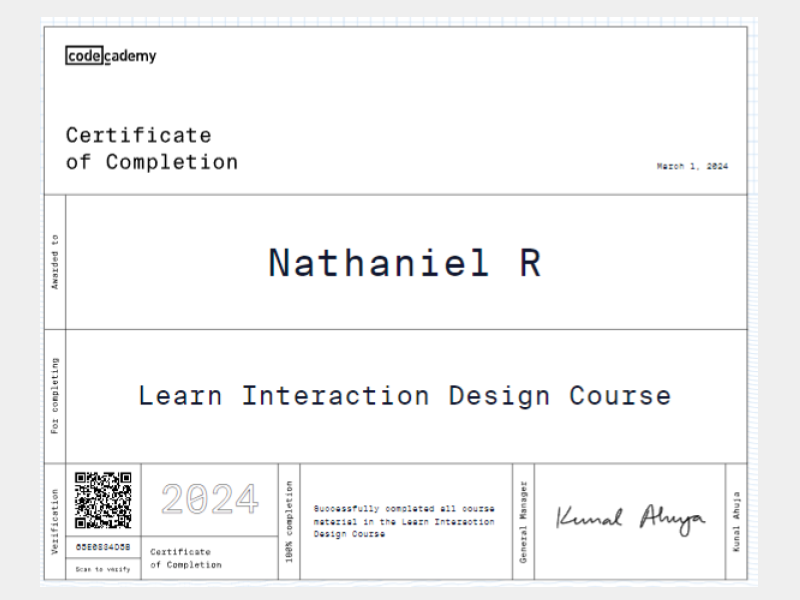 codecademy
Certificate
of Completion
March 1, 2024
Awarded to
Nathaniel R
For completing
Learn Interaction Design Course
Verification
Scan to verify
2024
Certificate
of Completion
100% completion
Successfully completed all course
material in the Learn Interaction
Design Course
General Manager
Kunal Ahuja
Kunal Ahuja